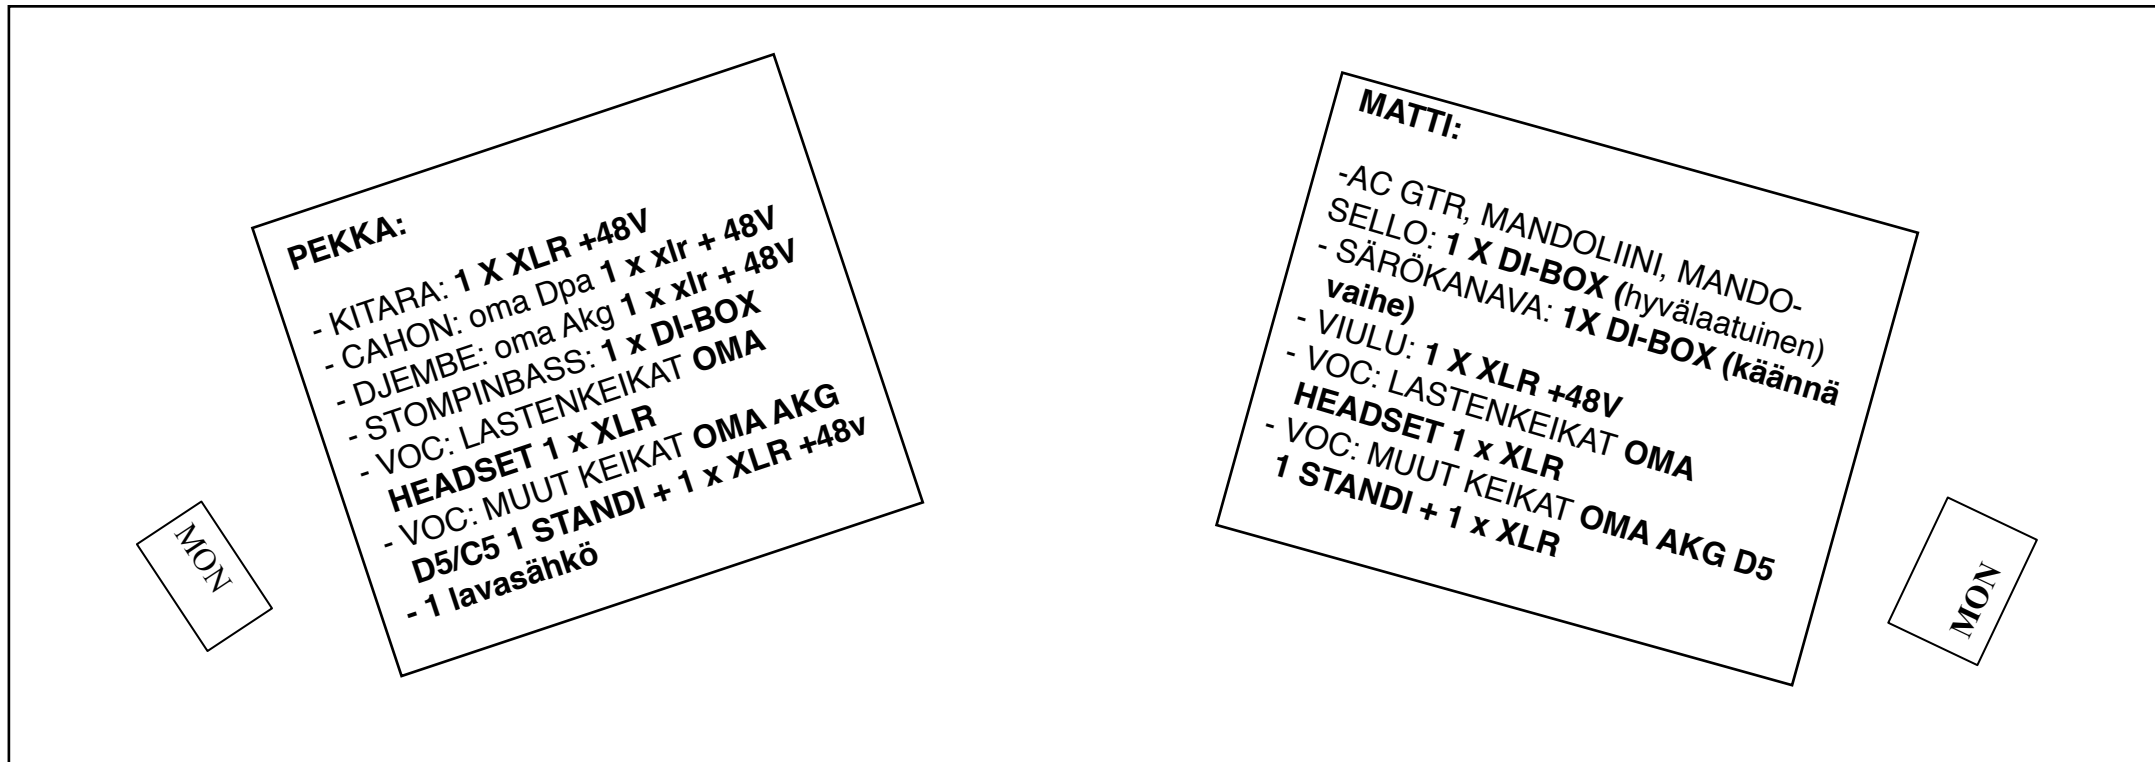 PEKKA:
- KITARA: 1 X XLR +48V
- CAHON: oma Dpa 1 x xlr + 48V
- DJEMBE: oma Akg 1 x xlr + 48V
- STOMPINBASS: 1 x DI-BOX
- VOC: LASTENKEIKAT OMA
HEADSET 1 x XLR
- VOC: MUUT KEIKAT OMA AKG
D5/C5 1 STANDI + 1 x XLR +48v
- 1 lavasähkö
MON
MATTI:
-AC GTR, MANDOLIINI, MANDO-
SELLO: 1 X DI-BOX (hyvälaatuinen)
- SÄRÖKANAVA: 1X DI-BOX (käännä
vaihe)
- VIULU: 1 X XLR +48V
- VOC: LASTENKEIKAT OMA
HEADSET 1 x XLR
- VOC: MUUT KEIKAT OMA AKG D5
1 STANDI + 1 x XLR
MON